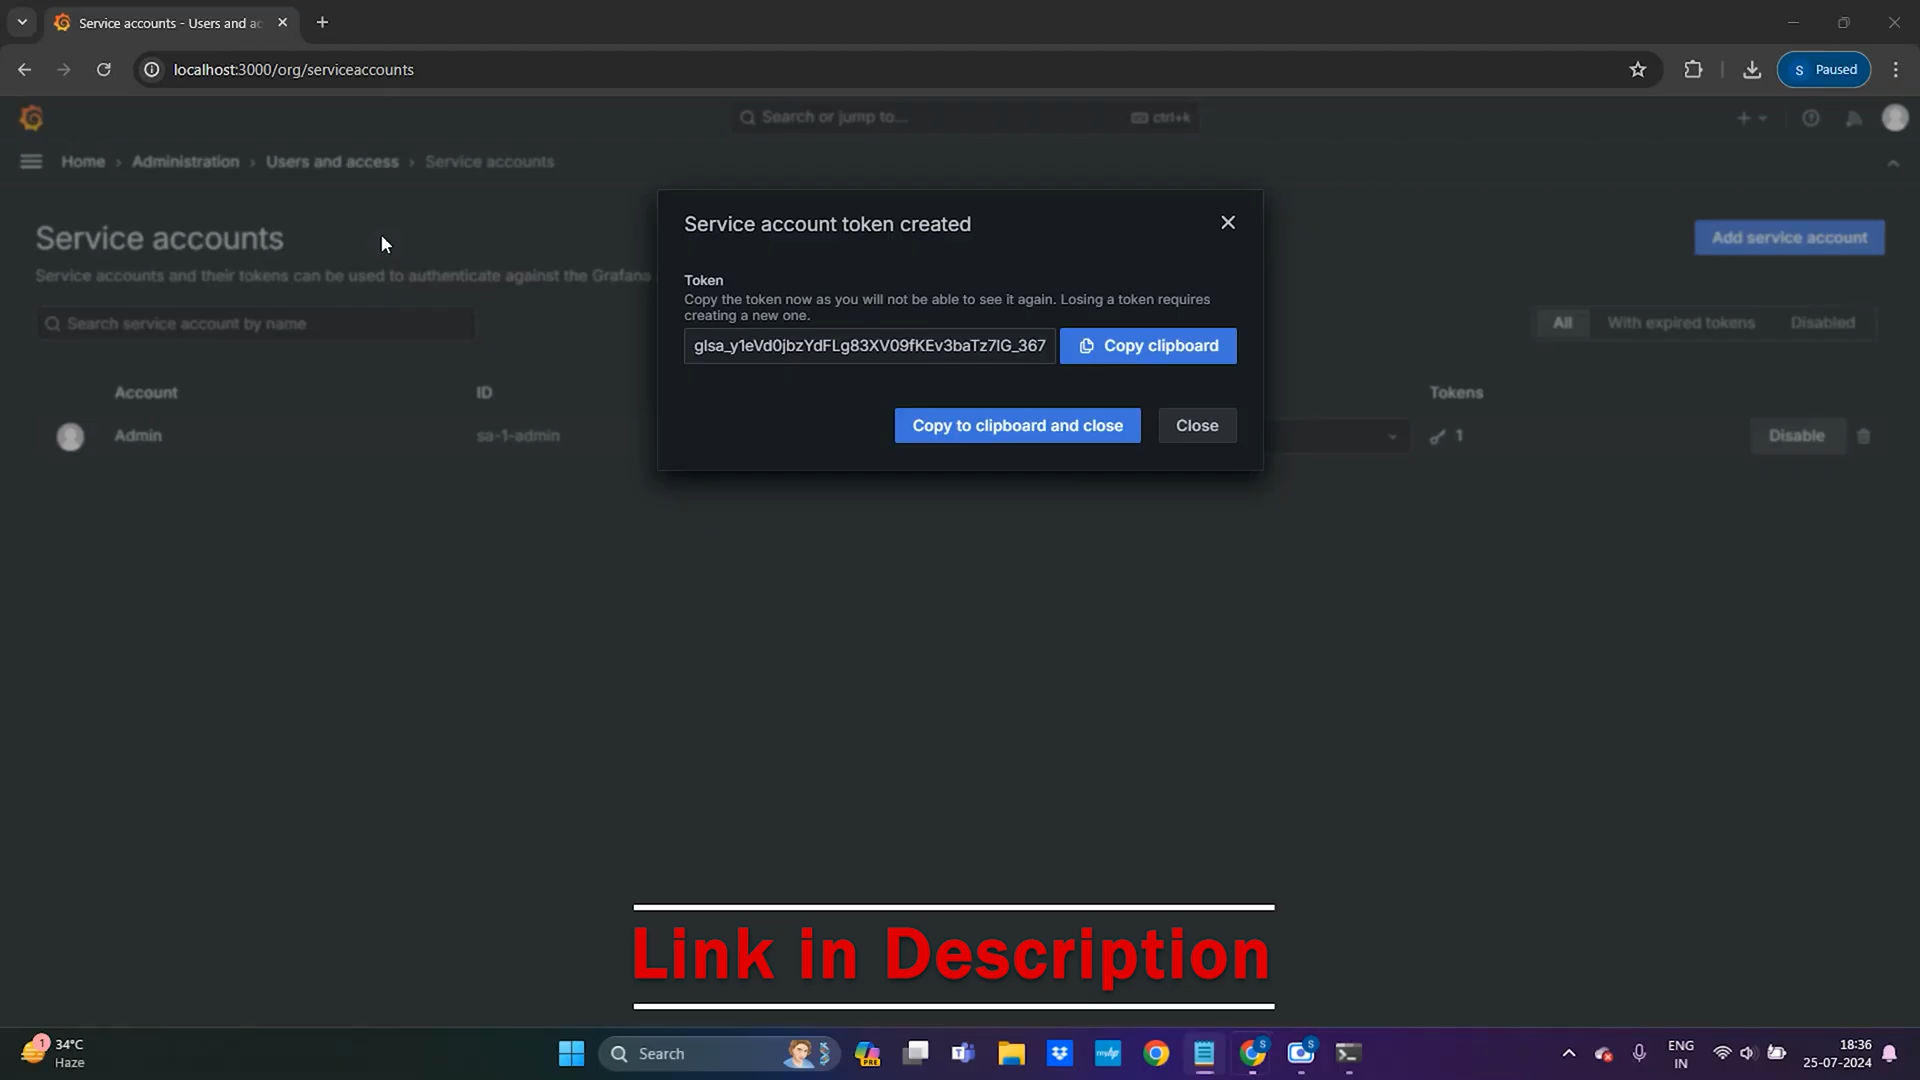 Service accounts - Users and ac
localhost:3000/org/serviceaccounts
S Paused
Search or jump to... ctrl+k
Home › Administration › Users and access › Service accounts
Service accounts
Add service account
Service accounts and their tokens can be used to authenticate against the Grafana
Search service account by name
All With expired tokens Disabled
Account ID Tokens
Admin sa-1-admin 1 Disable
Service account token created
Token
Copy the token now as you will not be able to see it again. Losing a token requires
creating a new one.
glsa_y1eVd0jbzYdFLg83XV09fKEv3baTz7lG_367
Copy clipboard
Copy to clipboard and close Close
Link in Description
1
34°C
Haze
Search
PRE
myhp
S
S
ENG
IN
18:36
25-07-2024